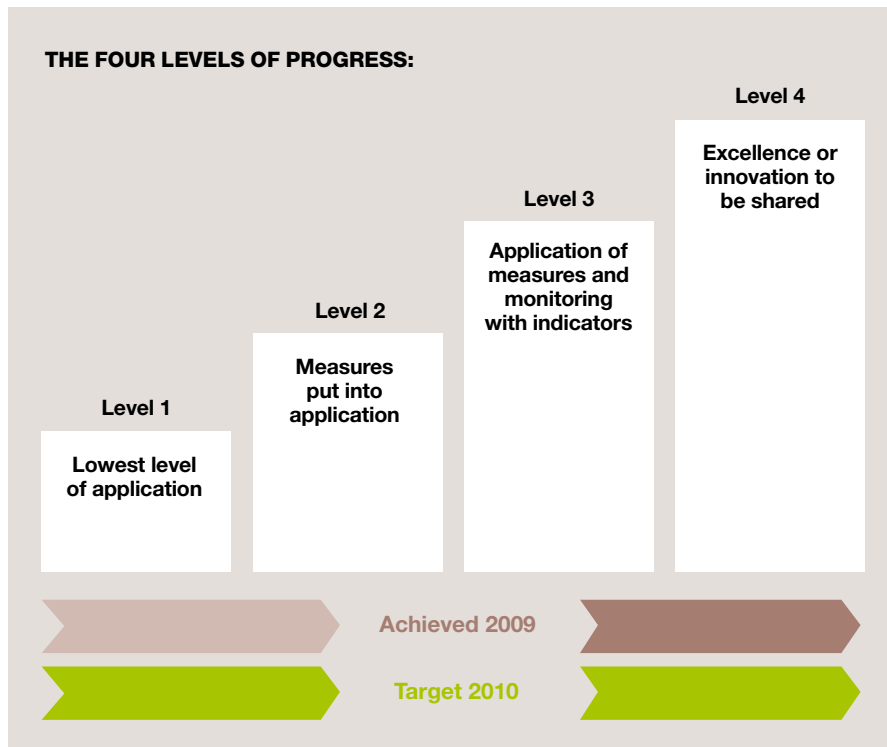 THE FOUR LEVELS OF PROGRESS:
Level 1
Lowest level
of application
Level 2
Measures
put into
application
Level 3
Application of
measures and
monitoring
with indicators
Level 4
Excellence or
innovation to
be shared
Achieved 2009
Target 2010